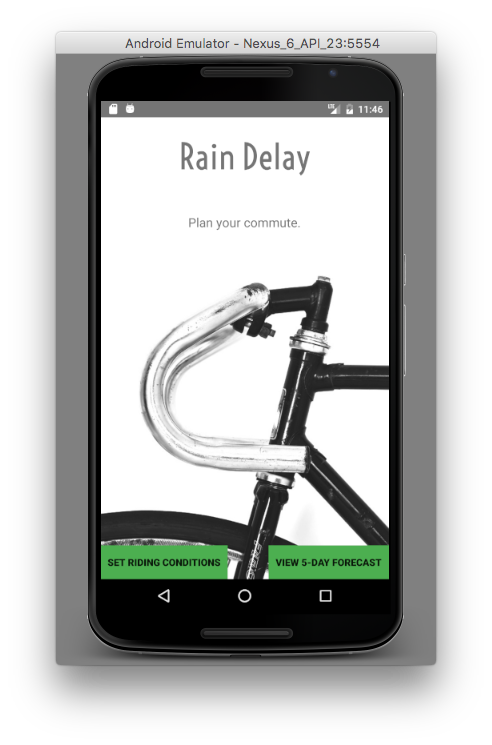 Android Emulator - Nexus_6_API_23:5554
LTE 11:46
Rain Delay
Plan your commute.
SET RIDING CONDITIONS
VIEW 5-DAY FORECAST